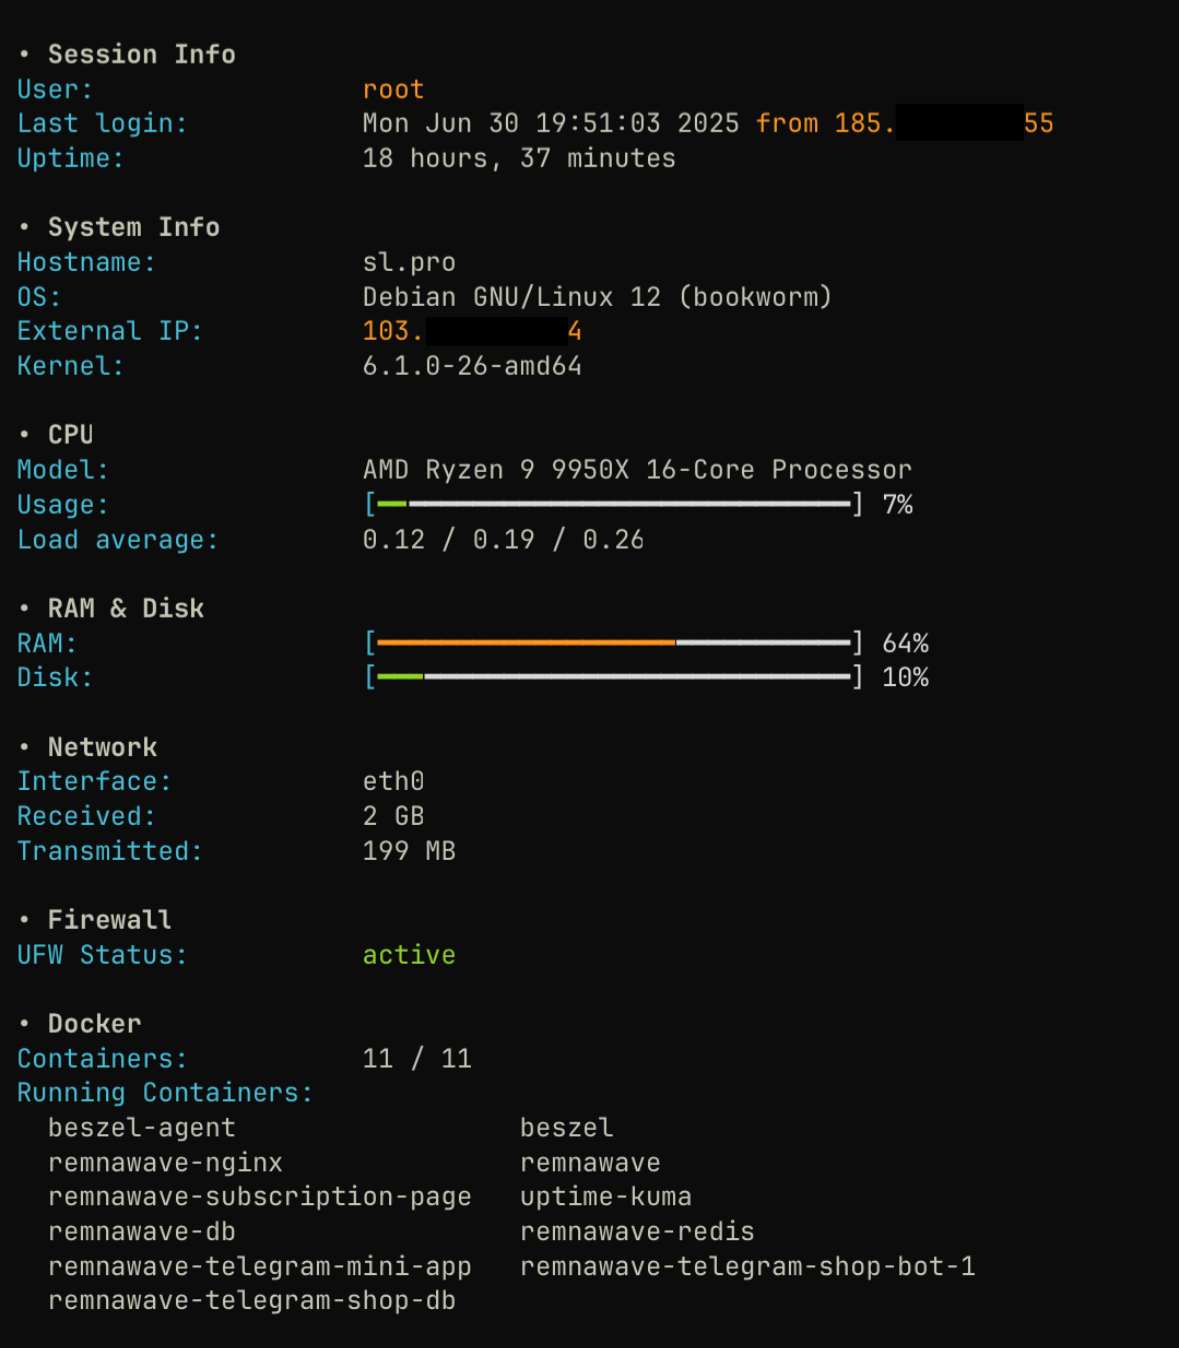 • Session Info
User: root
Last login: Mon Jun 30 19:51:03 2025 from 185. 55
Uptime: 18 hours, 37 minutes
• System Info
Hostname: sl.pro
OS: Debian GNU/Linux 12 (bookworm)
External IP: 103. 4
Kernel: 6.1.0-26-amd64
• CPU
Model: AMD Ryzen 9 9950X 16-Core Processor
Usage: [ ] 7%
Load average: 0.12 / 0.19 / 0.26
• RAM & Disk
RAM: [ ] 64%
Disk: [ ] 10%
• Network
Interface: eth0
Received: 2 GB
Transmitted: 199 MB
• Firewall
UFW Status: active
• Docker
Containers: 11 / 11
Running Containers:
beszel-agent beszel
remnawave-nginx remnawave
remnawave-subscription-page uptime-kuma
remnawave-db remnawave-redis
remnawave-telegram-mini-app remnawave-telegram-shop-bot-1
remnawave-telegram-shop-db